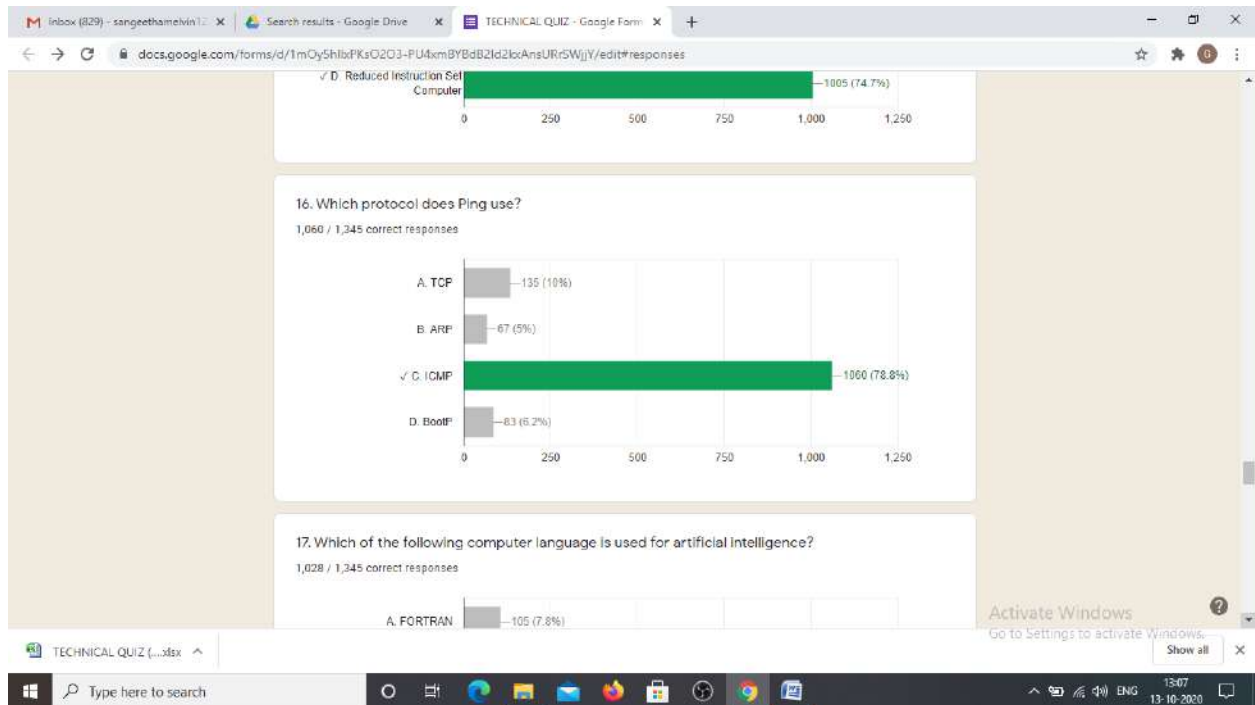 Inbox (829) - sangeethamelvin12
Search results - Google Drive
TECHNICAL QUIZ - Google Form
docs.google.com/forms/d/
/edit#responses
G
✓ D. Reduced Instruction Set
Computer
1005 (74.7%)
0 250 500 750 1,000 1,250
16. Which protocol does Ping use?
1,060 / 1,345 correct responses
A. TCP
135 (10%)
B. ARP
67 (5%)
✓ C. ICMP
1060 (78.8%)
D. BootP
83 (6.2%)
0 250 500 750 1,000 1,250
17. Which of the following computer language is used for artificial intelligence?
1,028 / 1,345 correct responses
A. FORTRAN
105 (7.8%)
Activate Windows
Go to Settings to activate Windows.
TECHNICAL QUIZ (....xlsx
Show all
Type here to search
ENG
13:07
13-10-2020